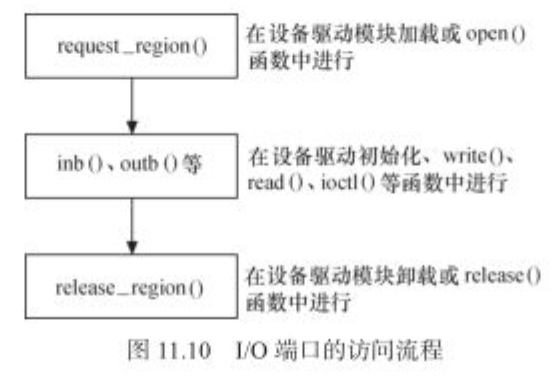 request_region()
在设备驱动模块加载或 open()
函数中进行
inb()、outb()等
在设备驱动初始化、write()、
read()、ioctl()等函数中进行
release_region()
在设备驱动模块卸载或 release()
函数中进行
图 11.10 I/O 端口的访问流程